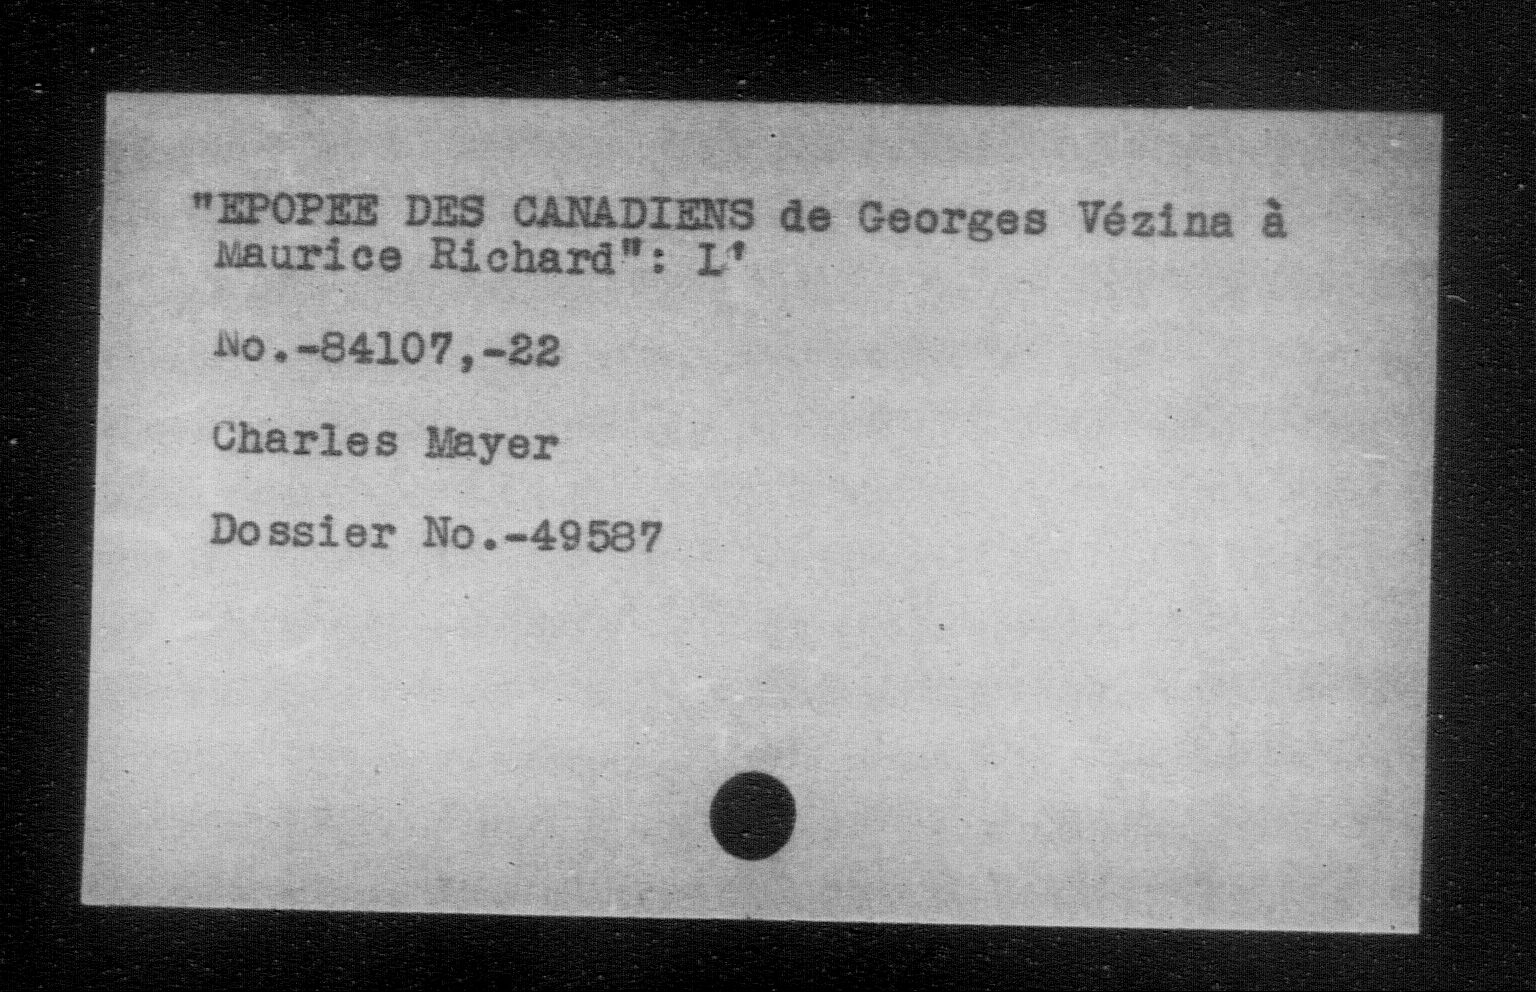 "EPOPEE DES CANADIENS de Georges Vézina à
Maurice Richard": L'
No.-84107,-22
Charles Mayer
Dossier No.-49587